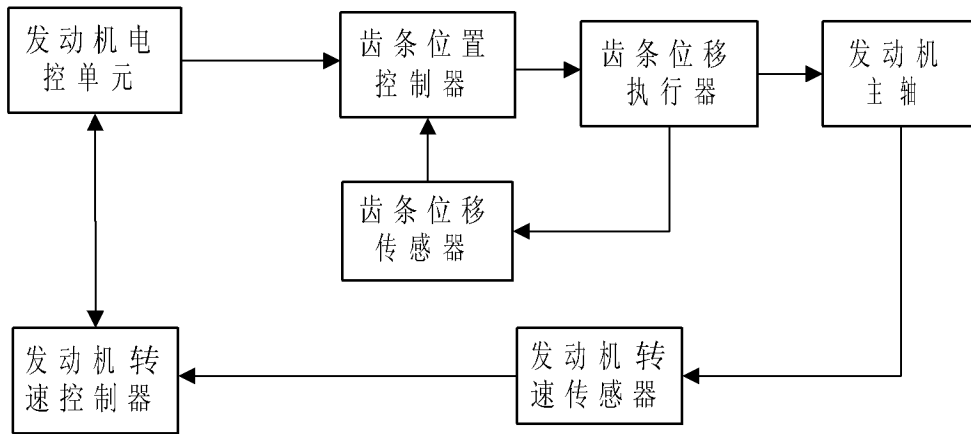 发动机电
控单元
齿条位置
控制器
齿条位移
执行器
发动机
主轴
齿条位移
传感器
发动机转
速控制器
发动机转
速传感器